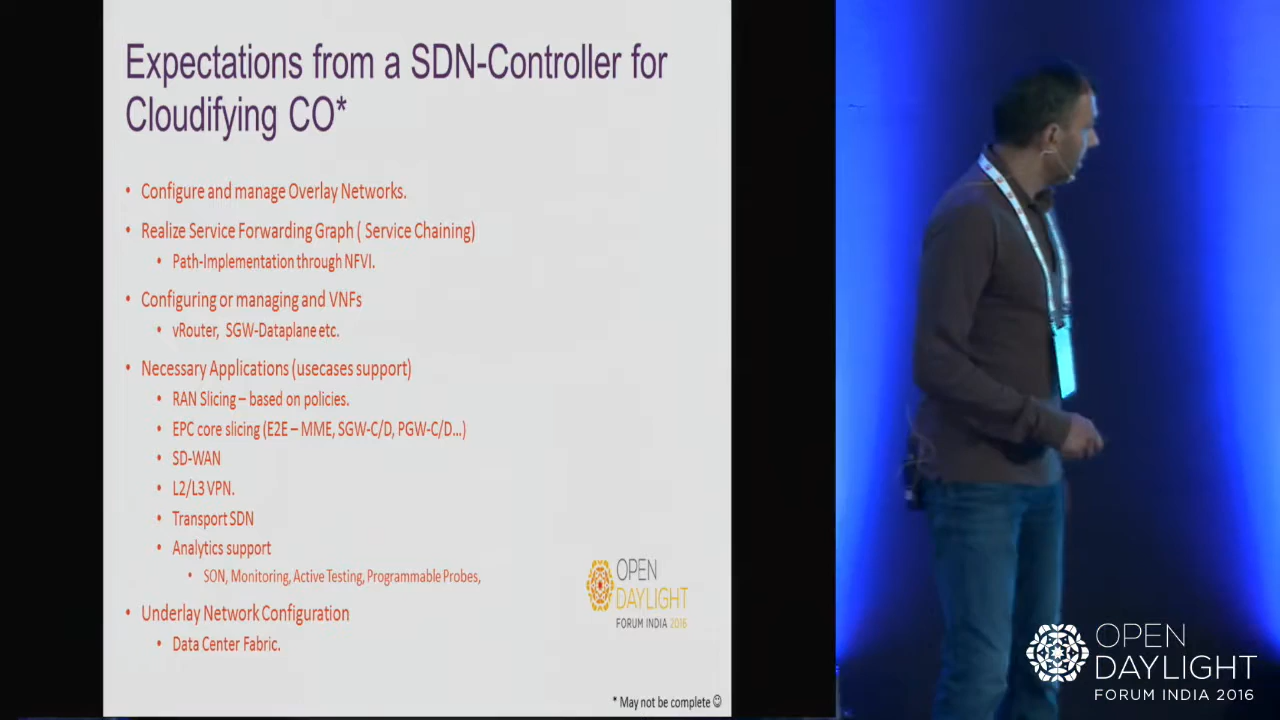 Expectations from a SDN-Controller for
Cloudifying CO*
• Configure and manage Overlay Networks.
• Realize Service Forwarding Graph ( Service Chaining)
• Path-Implementation through NFVI.
• Configuring or managing and VNFs
• vRouter, SGW-Dataplane etc.
• Necessary Applications (usecases support)
• RAN Slicing – based on policies.
• EPC core slicing (E2E – MME, SGW-C/D, PGW-C/D...)
• SD-WAN
• L2/L3 VPN.
• Transport SDN
• Analytics support
• SON, Monitoring, Active Testing, Programmable Probes,
• Underlay Network Configuration
• Data Center Fabric.
OPEN
DAYLIGHT
FORUM INDIA 2016
* May not be complete ☺
OPEN
DAYLIGHT
FORUM INDIA 2016